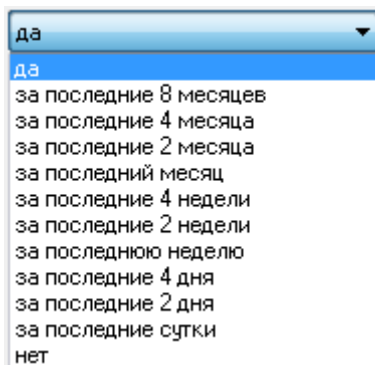 да
да
за последние 8 месяцев
за последние 4 месяца
за последние 2 месяца
за последний месяц
за последние 4 недели
за последние 2 недели
за последнюю неделю
за последние 4 дня
за последние 2 дня
за последние сутки
нет